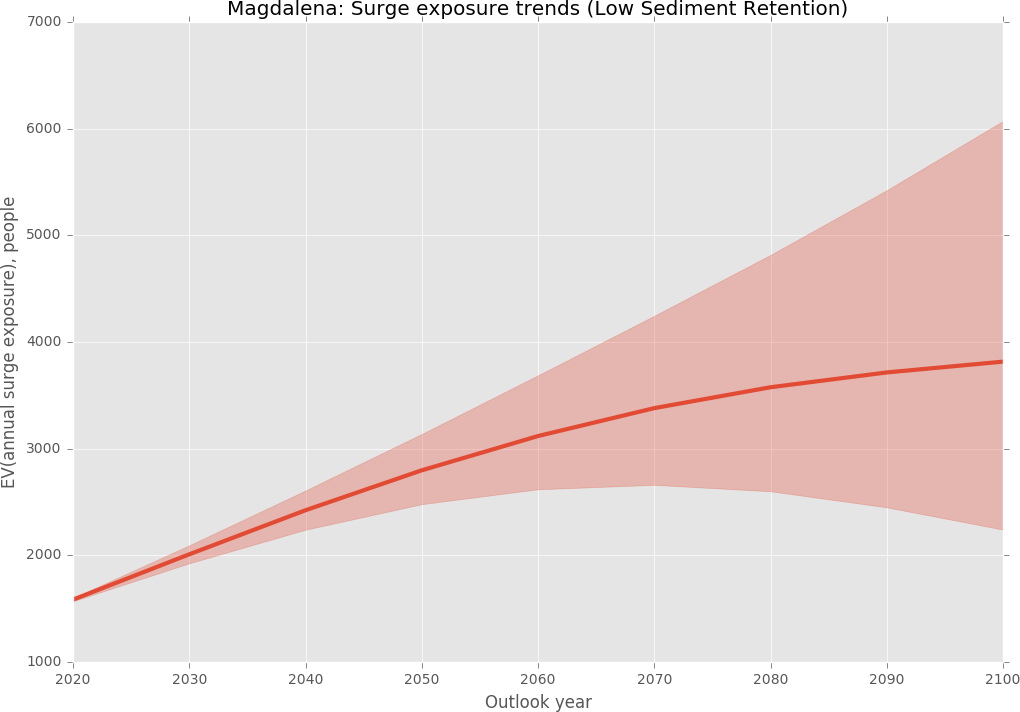 Magdalena: Surge exposure trends (Low Sediment Retention)
7000
6000
5000
4000
3000
2000
1000
EV(annual surge exposure), people
2020 2030 2040 2050 2060 2070 2080 2090 2100
Outlook year